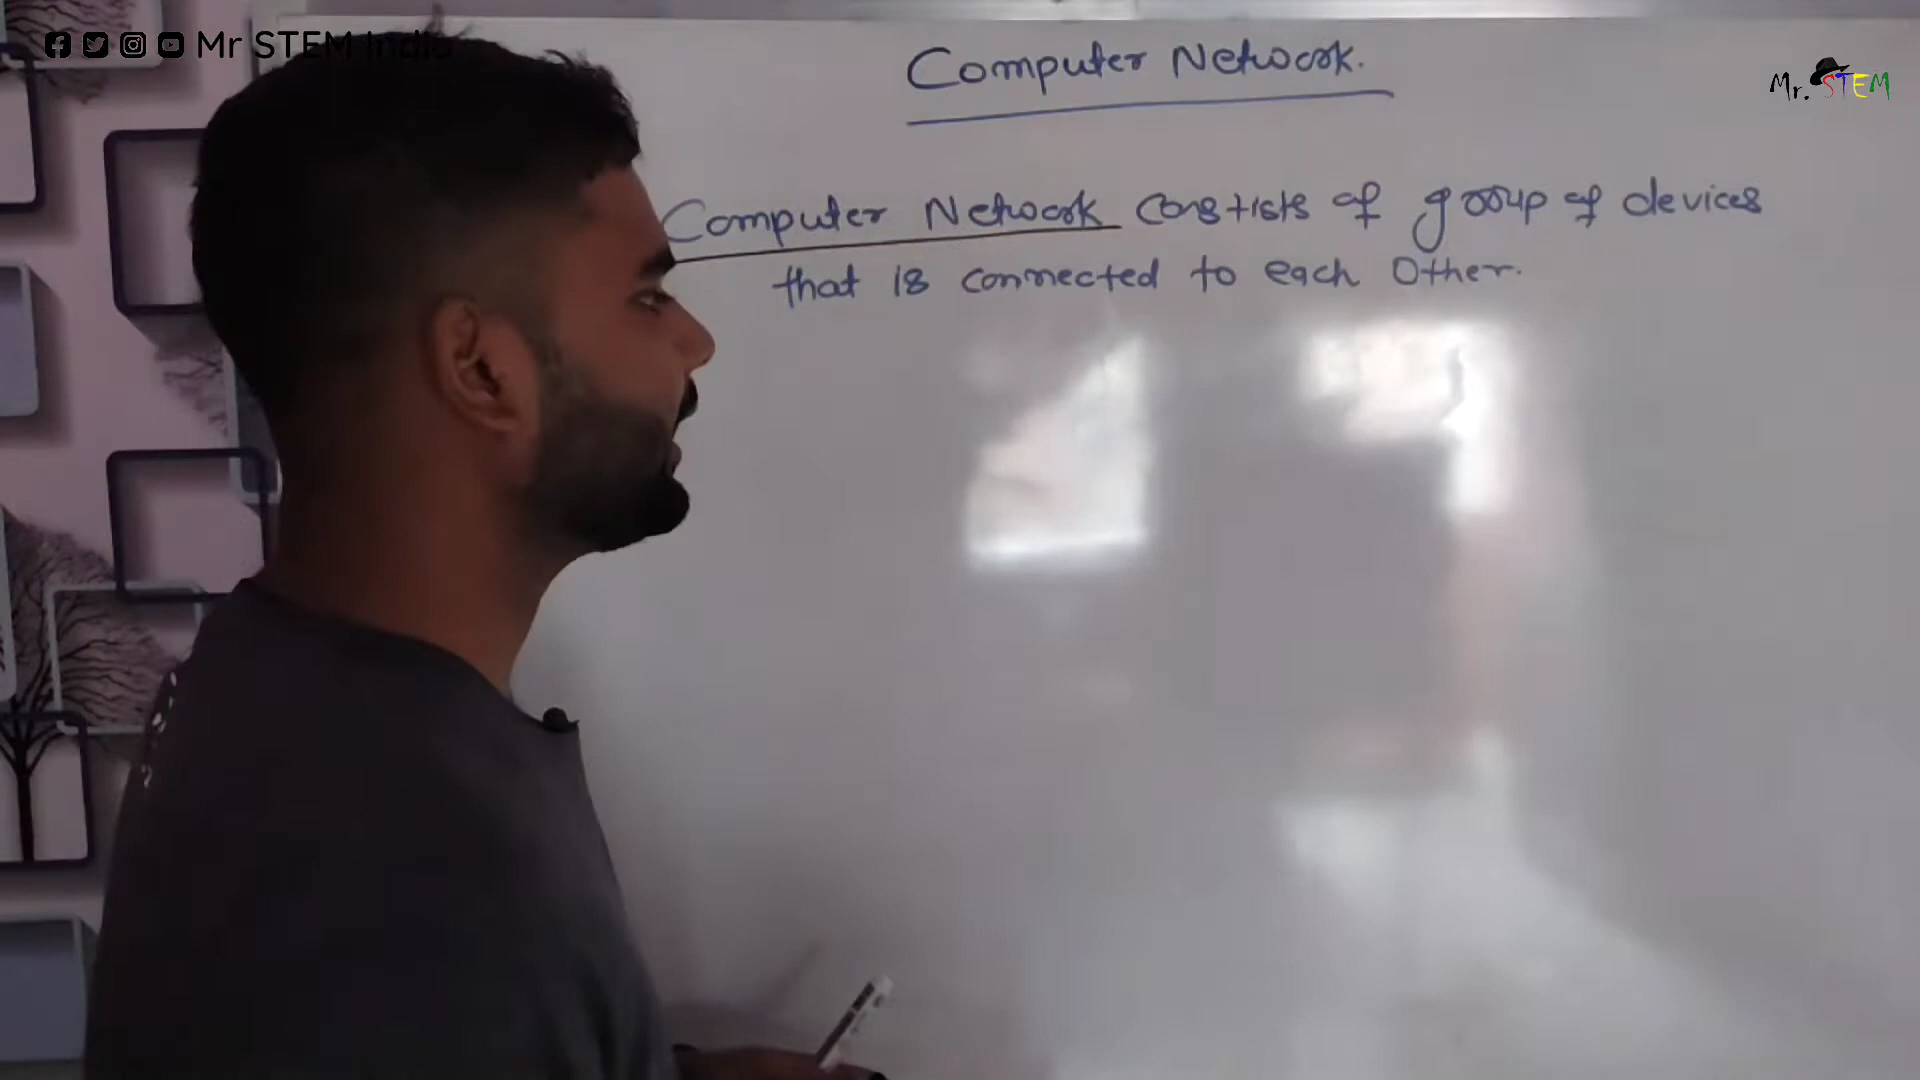 Mr STEM India
Computer Network.
Mr. STEM
Computer Network Constists of group of devices
that is connected to each Other.